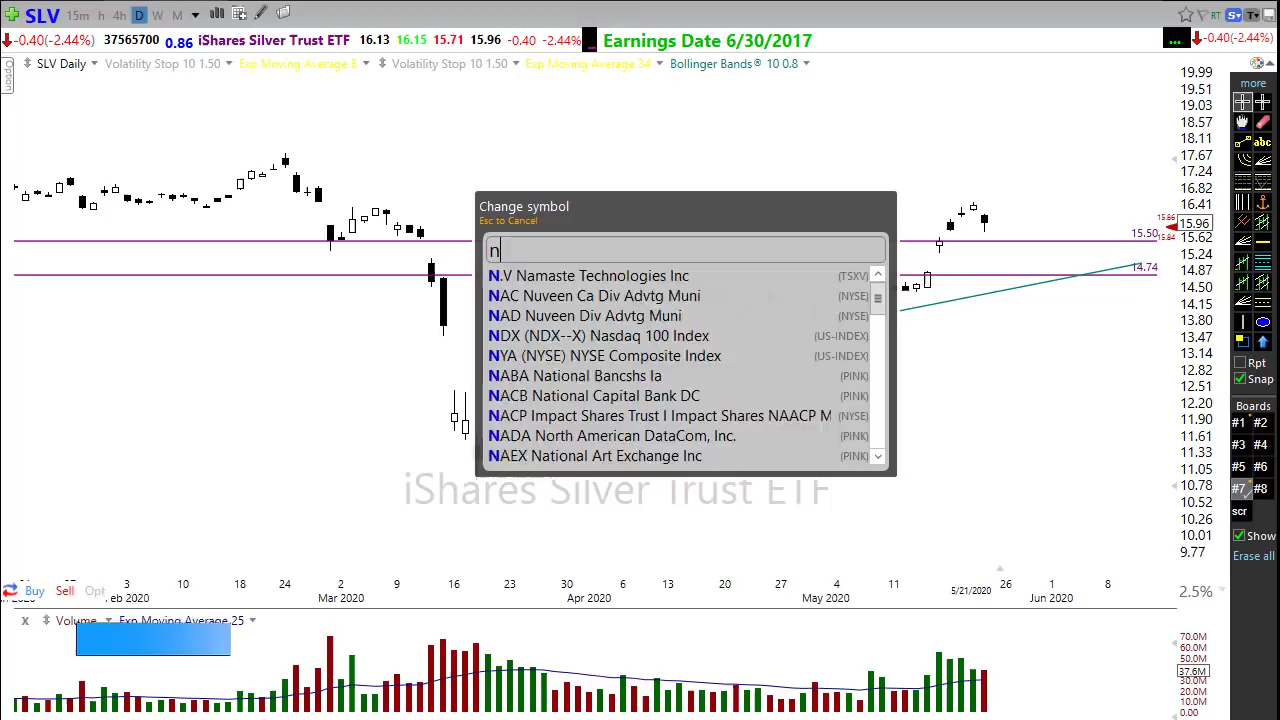 SLV 15m h 4h D W M RT S T
-0.40(-2.44%) 37565700 0.86 iShares Silver Trust ETF 16.13 16.15 15.71 15.96 -0.40 -2.44% Earnings Date 6/30/2017 ... -0.40(-2.44%)
Option
SLV Daily Volatility Stop 10 1.50 Exp Moving Average 8 Volatility Stop 10 1.50 Exp Moving Average 34 Bollinger Bands® 10 0.8
19.99
19.51
19.03
18.57
18.11
17.67
17.24
16.82
16.41
15.96
15.62
15.24
14.87
14.50
14.15
13.80
13.47
13.14
12.82
12.51
12.20
11.90
11.61
11.33
11.05
10.78
10.52
10.26
10.01
9.77
15.86
15.50
15.84
14.74
more
abc
Rpt
Snap
Boards
#1 #2
#3 #4
#5 #6
#7 #8
scr
Show
Erase all
Change symbol
Esc to Cancel
n
N.V Namaste Technologies Inc (TSXV)
NAC Nuveen Ca Div Advtg Muni (NYSE)
NAD Nuveen Div Advtg Muni (NYSE)
NDX (NDX--X) Nasdaq 100 Index (US-INDEX)
NYA (NYSE) NYSE Composite Index (US-INDEX)
NABA National Bancshs Ia (PINK)
NACB National Capital Bank DC (PINK)
NACP Impact Shares Trust I Impact Shares NAACP M (NYSE)
NADA North American DataCom, Inc. (PINK)
NAEX National Art Exchange Inc (PINK)
iShares Silver Trust ETF
Buy Sell Opt
3 10 18 24 2 9 16 23 30 6 13 20 27 4 11 5/21/2020 26 1 8
Feb 2020 Mar 2020 Apr 2020 May 2020 Jun 2020
2.5%
x Volume Exp Moving Average 25
70.0M
60.0M
50.0M
37.6M
30.0M
20.0M
10.0M
0.00